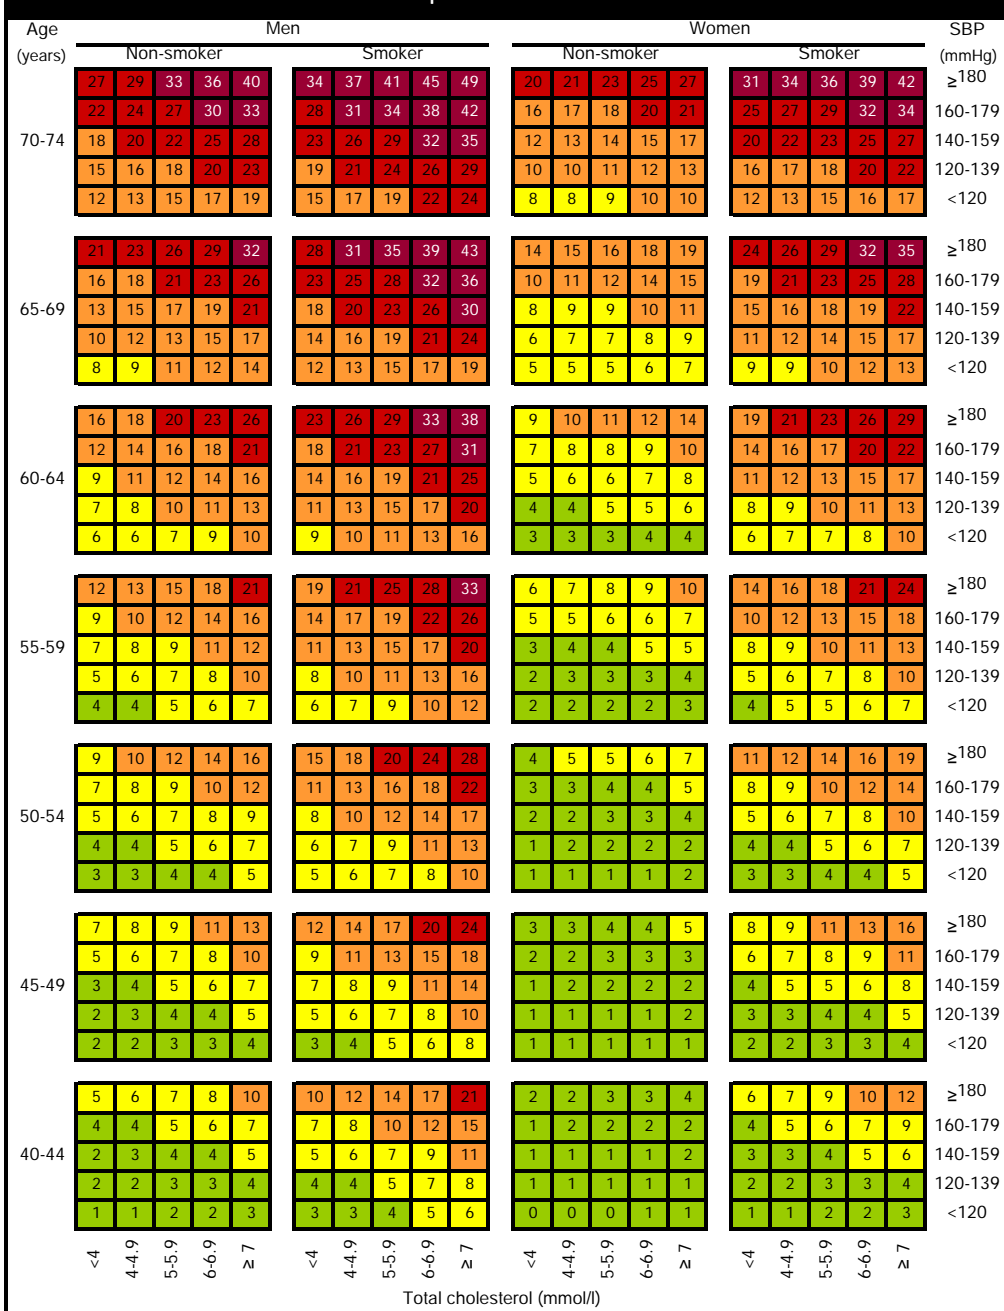 Age Men Women SBP
(years) Non-smoker Smoker Non-smoker Smoker (mmHg)
27 29 33 36 40 34 37 41 45 49 20 21 23 25 27 31 34 36 39 42 ≥180
22 24 27 30 33 28 31 34 38 42 16 17 18 20 21 25 27 29 32 34 160-179
70-74 18 20 22 25 28 23 26 29 32 35 12 13 14 15 17 20 22 23 25 27 140-159
15 16 18 20 23 19 21 24 26 29 10 10 11 12 13 16 17 18 20 22 120-139
12 13 15 17 19 15 17 19 22 24 8 8 9 10 10 12 13 15 16 17 <120
21 23 26 29 32 28 31 35 39 43 14 15 16 18 19 24 26 29 32 35 ≥180
16 18 21 23 26 23 25 28 32 36 10 11 12 14 15 19 21 23 25 28 160-179
65-69 13 15 17 19 21 18 20 23 26 30 8 9 9 10 11 15 16 18 19 22 140-159
10 12 13 15 17 14 16 19 21 24 6 7 7 8 9 11 12 14 15 17 120-139
8 9 11 12 14 12 13 15 17 19 5 5 5 6 7 9 9 10 12 13 <120
16 18 20 23 26 23 26 29 33 38 9 10 11 12 14 19 21 23 26 29 ≥180
12 14 16 18 21 18 21 23 27 31 7 8 8 9 10 14 16 17 20 22 160-179
60-64 9 11 12 14 16 14 16 19 21 25 5 6 6 7 8 11 12 13 15 17 140-159
7 8 10 11 13 11 13 15 17 20 4 4 5 5 6 8 9 10 11 13 120-139
6 6 7 9 10 9 10 11 13 16 3 3 3 4 4 6 7 7 8 10 <120
12 13 15 18 21 19 21 25 28 33 6 7 8 9 10 14 16 18 21 24 ≥180
9 10 12 14 16 14 17 19 22 26 5 5 6 6 7 10 12 13 15 18 160-179
55-59 7 8 9 11 12 11 13 15 17 20 3 4 4 5 5 8 9 10 11 13 140-159
5 6 7 8 10 8 10 11 13 16 2 3 3 3 4 5 6 7 8 10 120-139
4 4 5 6 7 6 7 9 10 12 2 2 2 2 3 4 5 5 6 7 <120
9 10 12 14 16 15 18 20 24 28 4 5 5 6 7 11 12 14 16 19 ≥180
7 8 9 10 12 11 13 16 18 22 3 3 4 4 5 8 9 10 12 14 160-179
50-54 5 6 7 8 9 8 10 12 14 17 2 2 3 3 4 5 6 7 8 10 140-159
4 4 5 6 7 6 7 9 11 13 1 2 2 2 2 4 4 5 6 7 120-139
3 3 4 4 5 5 6 7 8 10 1 1 1 1 2 3 3 4 4 5 <120
7 8 9 11 13 12 14 17 20 24 3 3 4 4 5 8 9 11 13 16 ≥180
5 6 7 8 10 9 11 13 15 18 2 2 3 3 3 6 7 8 9 11 160-179
45-49 3 4 5 6 7 7 8 9 11 14 1 2 2 2 2 4 5 5 6 8 140-159
2 3 4 4 5 5 6 7 8 10 1 1 1 1 2 3 3 4 4 5 120-139
2 2 3 3 4 3 4 5 6 8 1 1 1 1 1 2 2 3 3 4 <120
5 6 7 8 10 10 12 14 17 21 2 2 3 3 4 6 7 9 10 12 ≥180
4 4 5 6 7 7 8 10 12 15 1 2 2 2 2 4 5 6 7 9 160-179
40-44 2 3 4 4 5 5 6 7 9 11 1 1 1 1 2 3 3 4 5 6 140-159
2 2 3 3 4 4 4 5 7 8 1 1 1 1 1 2 2 3 3 4 120-139
1 1 2 2 3 3 3 4 5 6 0 0 0 1 1 1 1 2 2 3 <120
<4 4-4.9 5-5.9 6-6.9 ≥ 7 <4 4-4.9 5-5.9 6-6.9 ≥ 7 <4 4-4.9 5-5.9 6-6.9 ≥ 7 <4 4-4.9 5-5.9 6-6.9 ≥ 7
Total cholesterol (mmol/l)